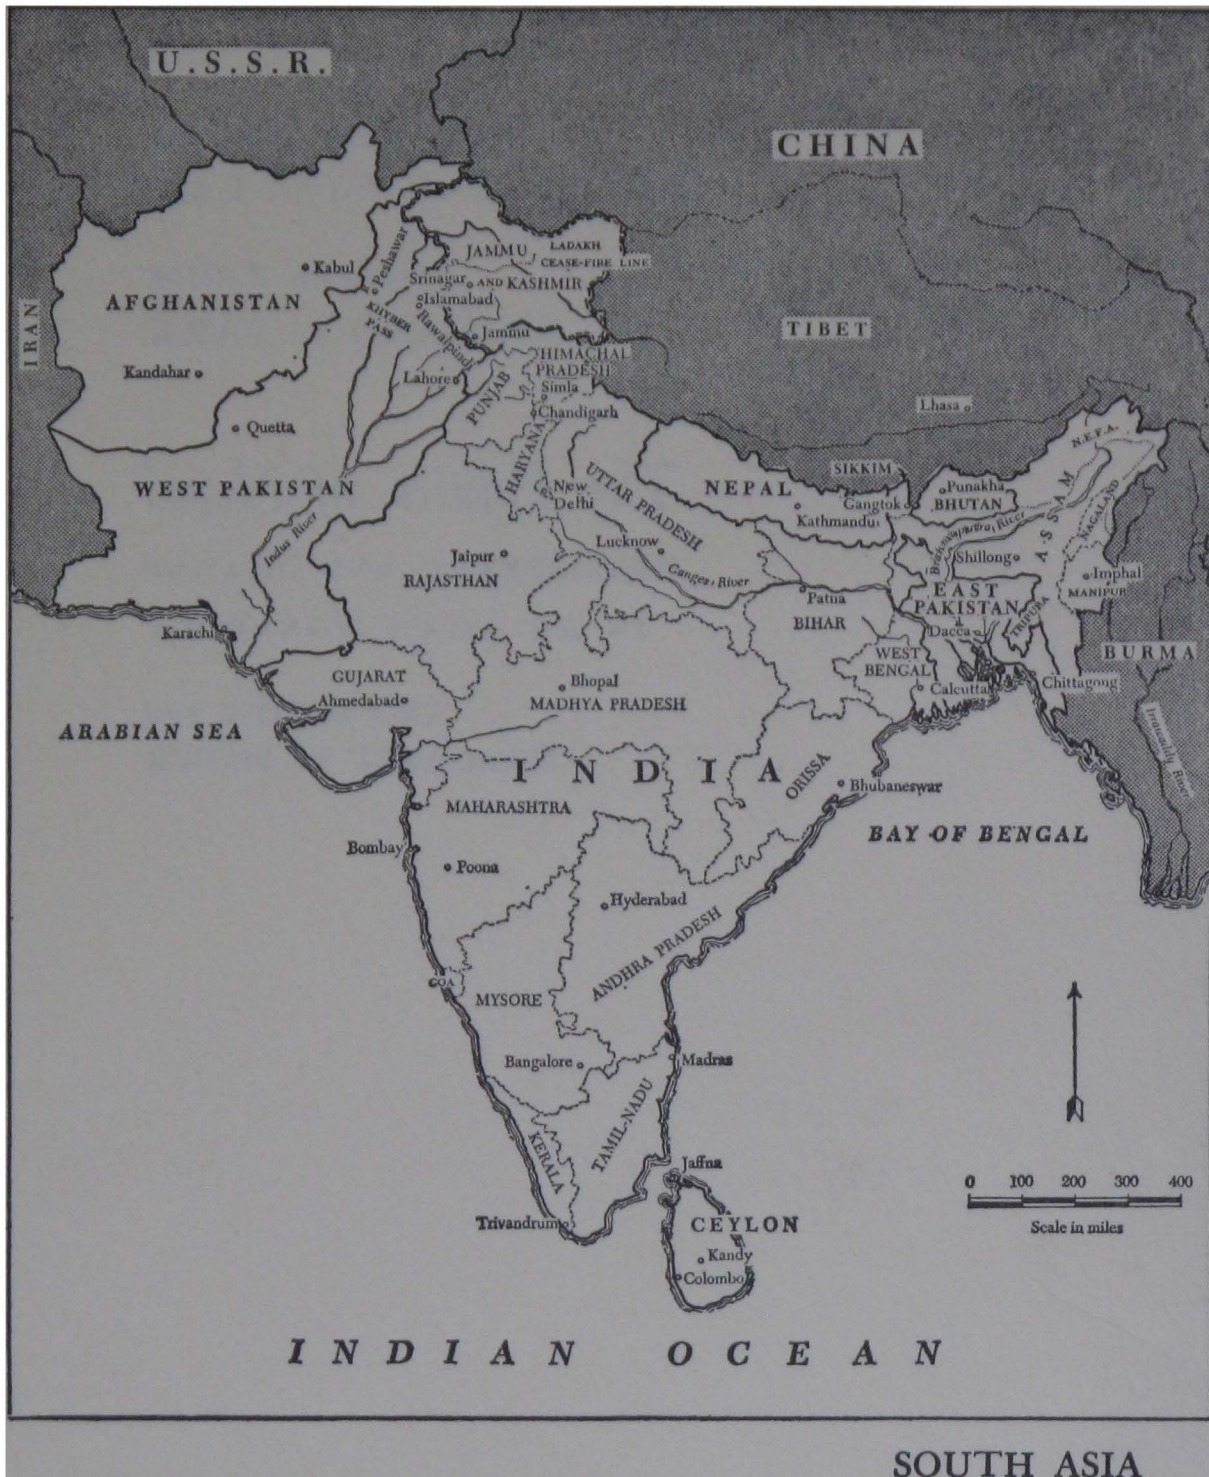 U.S.S.R.
CHINA
IRAN
AFGHANISTAN
Kabul
Kandahar
Peshawar
KHYBER
PASS
JAMMU
LADAKH
CEASE-FIRE LINE
Srinagar
AND KASHMIR
Islamabad
Rawalpindi
Jammu
TIBET
Lhasa
HIMACHAL
PRADESH
Simla
Lahore
PUNJAB
Chandigarh
HARYANA
Quetta
WEST PAKISTAN
Indus River
New
Delhi
UTTAR PRADESH
NEPAL
Kathmandu
SIKKIM
Gangtok
Punakha
BHUTAN
N.E.F.A.
ASSAM
NAGALAND
Brahmaputra River
Shillong
Imphal
MANIPUR
Jaipur
RAJASTHAN
Lucknow
Ganges River
Patna
BIHAR
EAST
PAKISTAN
TRIPURA
Dacca
WEST
BENGAL
Calcutta
Chittagong
BURMA
Irrawaddy River
Karachi
GUJARAT
Ahmedabad
Bhopal
MADHYA PRADESH
ARABIAN SEA
INDIA
ORISSA
Bhubaneswar
BAY OF BENGAL
MAHARASHTRA
Bombay
Poona
Hyderabad
ANDHRA PRADESH
GOA
MYSORE
Bangalore
Madras
TAMIL-NADU
KERALA
Trivandrum
Jaffna
CEYLON
Kandy
Colombo
0 100 200 300 400
Scale in miles
INDIAN OCEAN
SOUTH ASIA